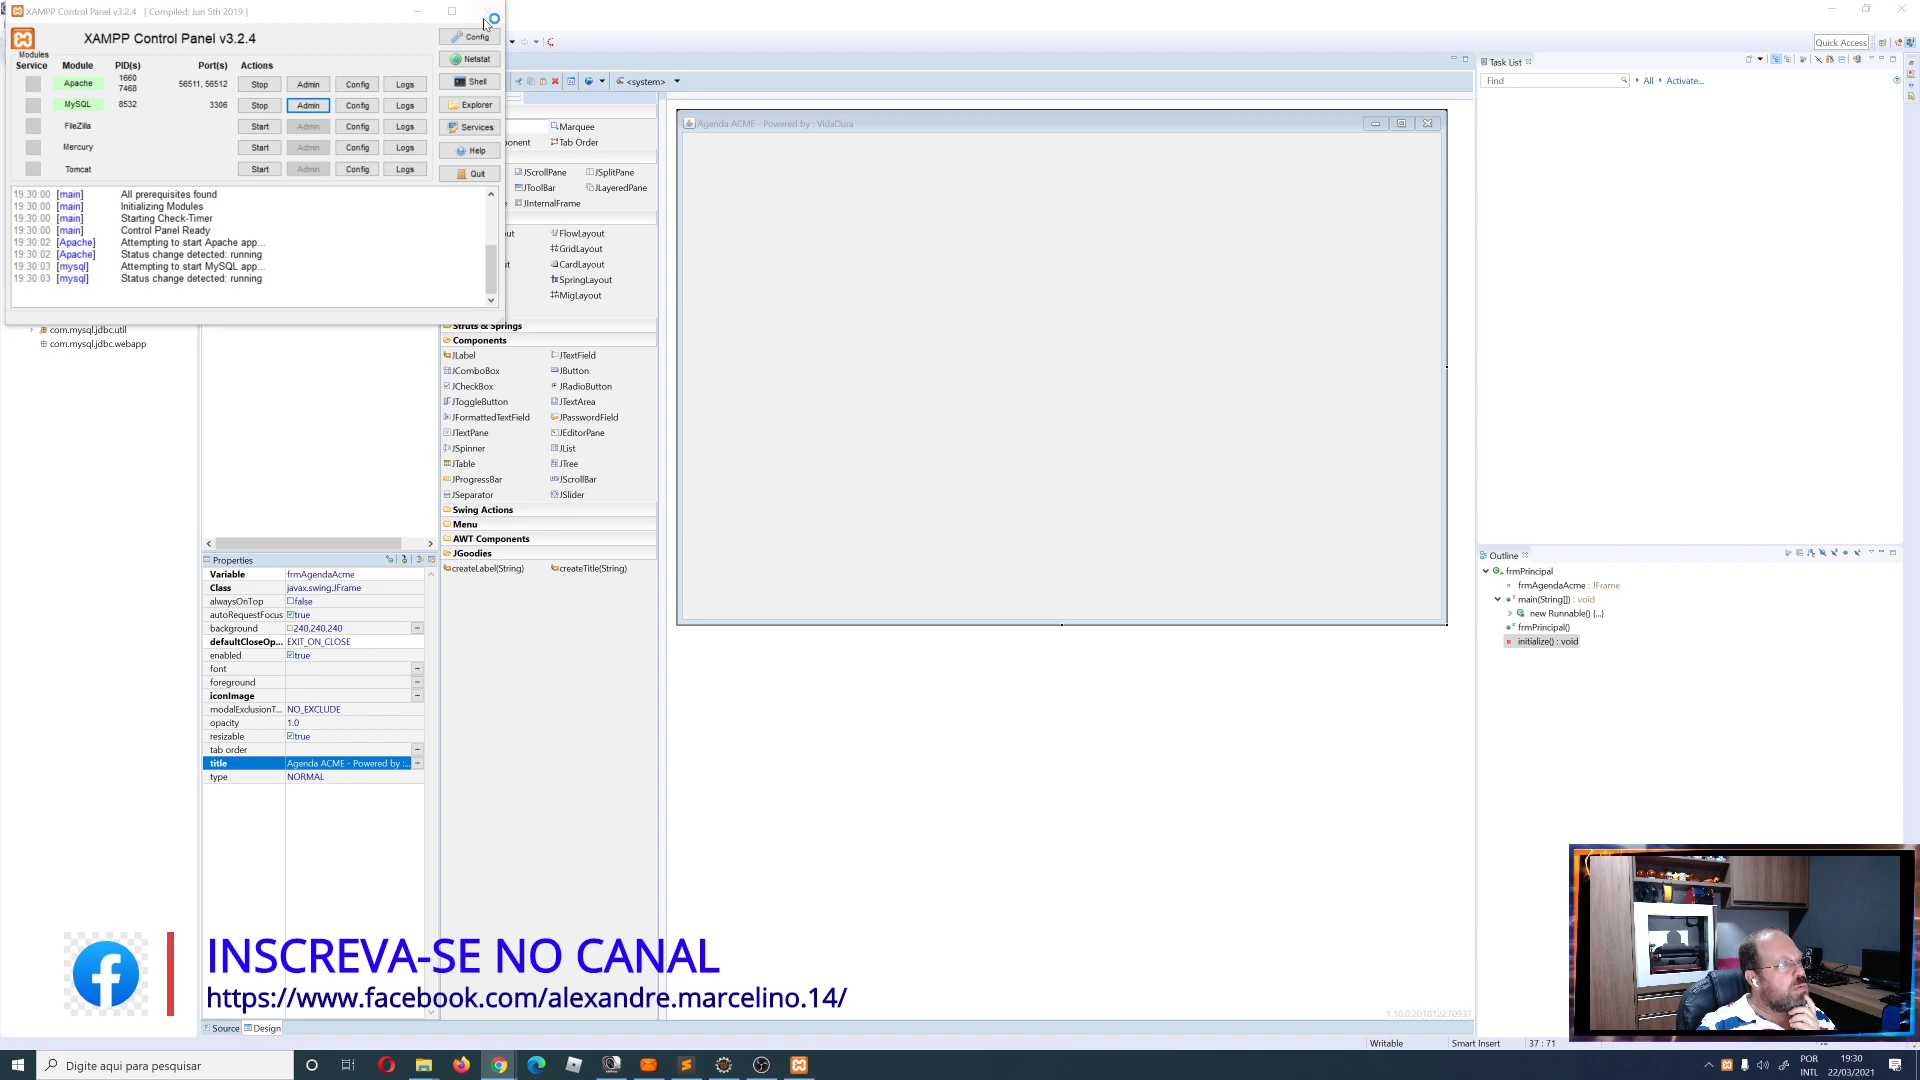 XAMPP Control Panel v3.2.4 [ Compiled: Jun 5th 2019 ]
XAMPP Control Panel v3.2.4
Modules
Service Module PID(s) Port(s) Actions
Apache 1660 7468 56511, 56512 Stop Admin Config Logs
MySQL 8532 3306 Stop Admin Config Logs
FileZilla Start Admin Config Logs
Mercury Start Admin Config Logs
Tomcat Start Admin Config Logs
Config
Netstat
Shell
Explorer
Services
Help
Quit
19:30:00 [main] All prerequisites found
19:30:00 [main] Initializing Modules
19:30:00 [main] Starting Check-Timer
19:30:00 [main] Control Panel Ready
19:30:02 [Apache] Attempting to start Apache app...
19:30:02 [Apache] Status change detected: running
19:30:03 [mysql] Attempting to start MySQL app...
19:30:03 [mysql] Status change detected: running
com.mysql.jdbc.util
com.mysql.jdbc.webapp
<system>
Marquee
Tab Order
JScrollPane JSplitPane
JToolBar JLayeredPane
JInternalFrame
FlowLayout
GridLayout
CardLayout
SpringLayout
MigLayout
Struts & Springs
Components
JLabel JTextField
JComboBox JButton
JCheckBox JRadioButton
JToggleButton JTextArea
JFormattedTextField JPasswordField
JTextPane JEditorPane
JSpinner JList
JTable JTree
JProgressBar JScrollBar
JSeparator JSlider
Swing Actions
Menu
AWT Components
JGoodies
createLabel(String) createTitle(String)
Agenda ACME - Powered by : VidaDura
Quick Access
Task List
Find All Activate...
Outline
frmPrincipal
frmAgendaAcme : JFrame
main(String[]) : void
new Runnable() {...}
frmPrincipal()
initialize() : void
Properties
Variable frmAgendaAcme
Class javax.swing.JFrame
alwaysOnTop false
autoRequestFocus true
background 240,240,240
defaultCloseOp... EXIT_ON_CLOSE
enabled true
font
foreground
iconImage
modalExclusionT... NO_EXCLUDE
opacity 1.0
resizable true
tab order
title Agenda ACME - Powered by :...
type NORMAL
INSCREVA-SE NO CANAL
https://www.facebook.com/alexandre.marcelino.14/
1.10.0.201812270937
Source Design
Writable Smart Insert 37 : 71
Digite aqui para pesquisar
POR
INTL
19:30
22/03/2021